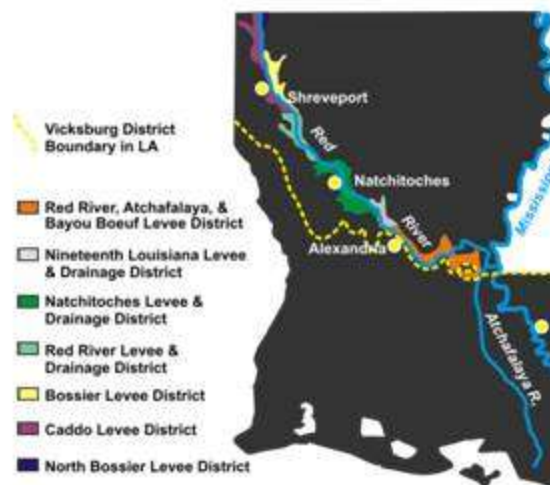 Shreveport
Red
Vicksburg District
Boundary in LA
Natchitoches
Red River, Atchafalaya, &
Bayou Boeuf Levee District
River
Mississip
Alexandria
Nineteenth Louisiana Levee
& Drainage District
Natchitoches Levee &
Drainage District
Red River Levee &
Drainage District
Atchafalaya R.
Bossier Levee District
Caddo Levee District
North Bossier Levee District